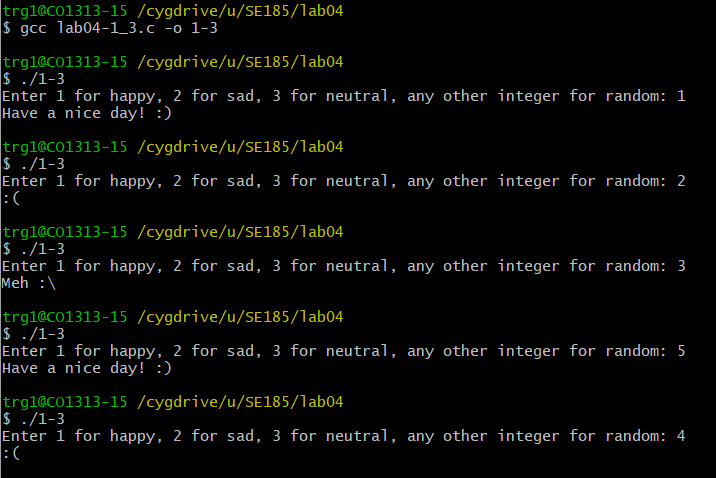 trg1@CO1313-15 /cygdrive/u/SE185/lab04
$ gcc lab04-1_3.c -o 1-3
trg1@CO1313-15 /cygdrive/u/SE185/lab04
$ ./1-3
Enter 1 for happy, 2 for sad, 3 for neutral, any other integer for random: 1
Have a nice day! :)
trg1@CO1313-15 /cygdrive/u/SE185/lab04
$ ./1-3
Enter 1 for happy, 2 for sad, 3 for neutral, any other integer for random: 2
:(
trg1@CO1313-15 /cygdrive/u/SE185/lab04
$ ./1-3
Enter 1 for happy, 2 for sad, 3 for neutral, any other integer for random: 3
Meh :\
trg1@CO1313-15 /cygdrive/u/SE185/lab04
$ ./1-3
Enter 1 for happy, 2 for sad, 3 for neutral, any other integer for random: 5
Have a nice day! :)
trg1@CO1313-15 /cygdrive/u/SE185/lab04
$ ./1-3
Enter 1 for happy, 2 for sad, 3 for neutral, any other integer for random: 4
:(